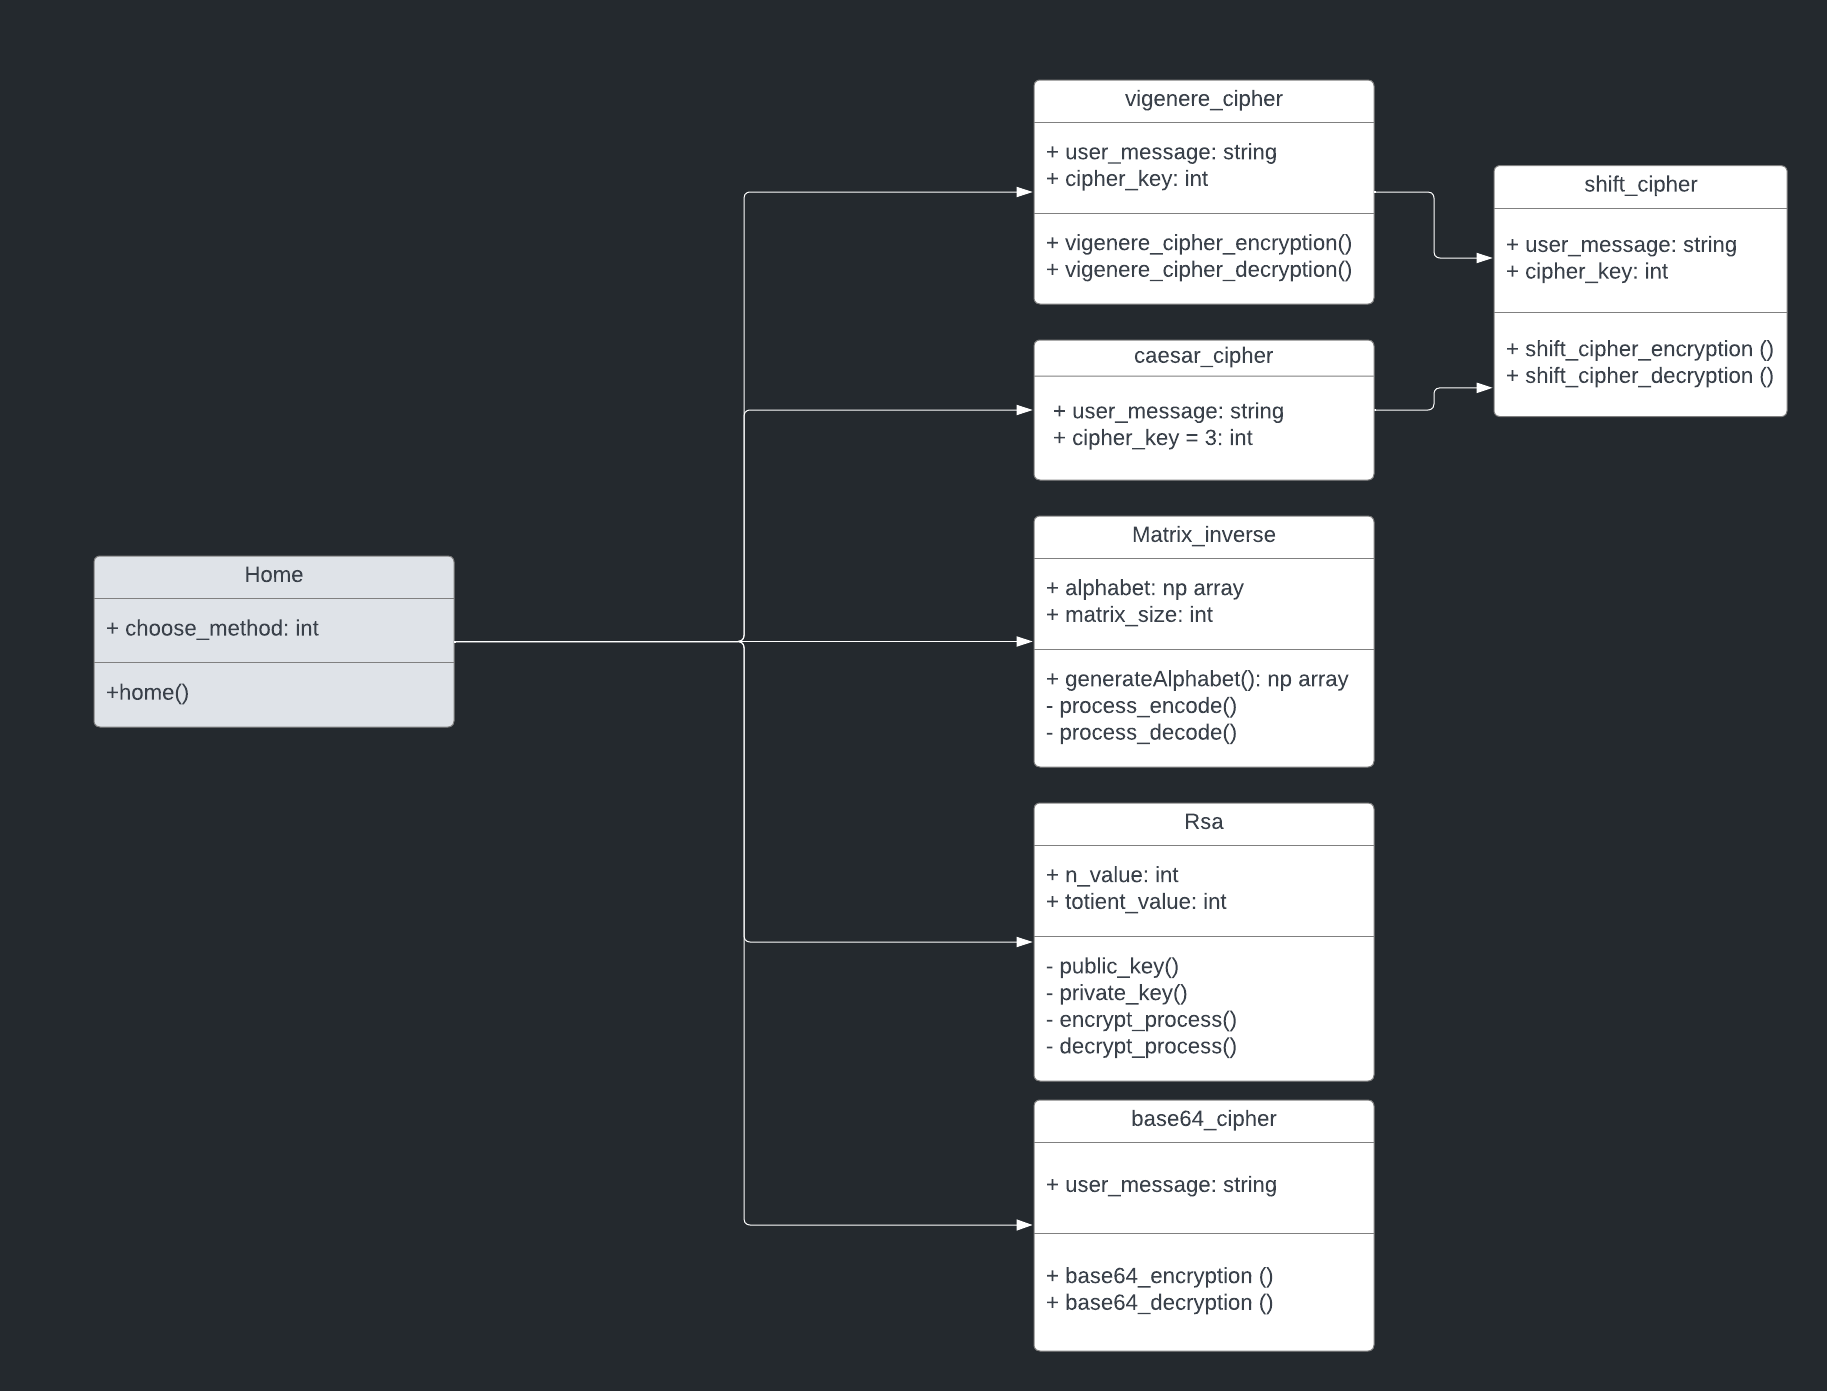 vigenere_cipher
+ user_message: string
+ cipher_key: int
+ vigenere_cipher_encryption()
+ vigenere_cipher_decryption()
shift_cipher
+ user_message: string
+ cipher_key: int
+ shift_cipher_encryption ()
+ shift_cipher_decryption ()
caesar_cipher
+ user_message: string
+ cipher_key = 3: int
Home
+ choose_method: int
+home()
Matrix_inverse
+ alphabet: np array
+ matrix_size: int
+ generateAlphabet(): np array
- process_encode()
- process_decode()
Rsa
+ n_value: int
+ totient_value: int
- public_key()
- private_key()
- encrypt_process()
- decrypt_process()
base64_cipher
+ user_message: string
+ base64_encryption ()
+ base64_decryption ()